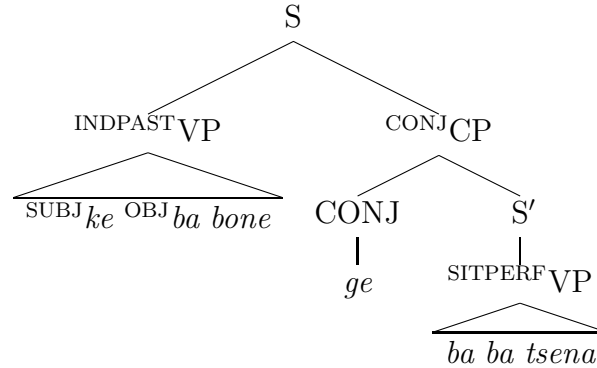 S
INDPAST VP CONJ CP
SUBJ ke OBJ ba bone CONJ S′
ge SITPERF VP
ba ba tsena